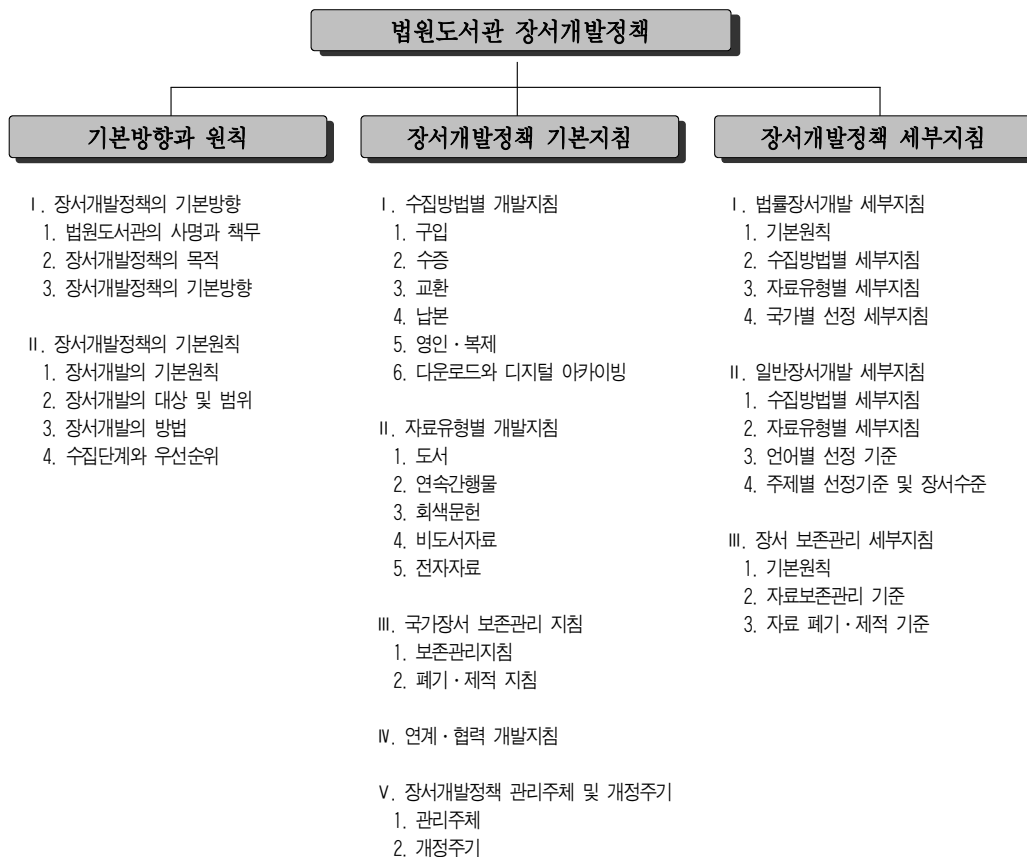 법원도서관 장서개발정책
기본방향과 원칙
Ⅰ. 장서개발정책의 기본방향
1. 법원도서관의 사명과 책무
2. 장서개발정책의 목적
3. 장서개발정책의 기본방향
Ⅱ. 장서개발정책의 기본원칙
1. 장서개발의 기본원칙
2. 장서개발의 대상 및 범위
3. 장서개발의 방법
4. 수집단계와 우선순위
장서개발정책 기본지침
Ⅰ. 수집방법별 개발지침
1. 구입
2. 수증
3. 교환
4. 납본
5. 영인·복제
6. 다운로드와 디지털 아카이빙
Ⅱ. 자료유형별 개발지침
1. 도서
2. 연속간행물
3. 회색문헌
4. 비도서자료
5. 전자자료
Ⅲ. 국가장서 보존관리 지침
1. 보존관리지침
2. 폐기·제적 지침
Ⅳ. 연계·협력 개발지침
Ⅴ. 장서개발정책 관리주체 및 개정주기
1. 관리주체
2. 개정주기
장서개발정책 세부지침
Ⅰ. 법률장서개발 세부지침
1. 기본원칙
2. 수집방법별 세부지침
3. 자료유형별 세부지침
4. 국가별 선정 세부지침
Ⅱ. 일반장서개발 세부지침
1. 수집방법별 세부지침
2. 자료유형별 세부지침
3. 언어별 선정 기준
4. 주제별 선정기준 및 장서수준
Ⅲ. 장서 보존관리 세부지침
1. 기본원칙
2. 자료보존관리 기준
3. 자료 폐기·제적 기준